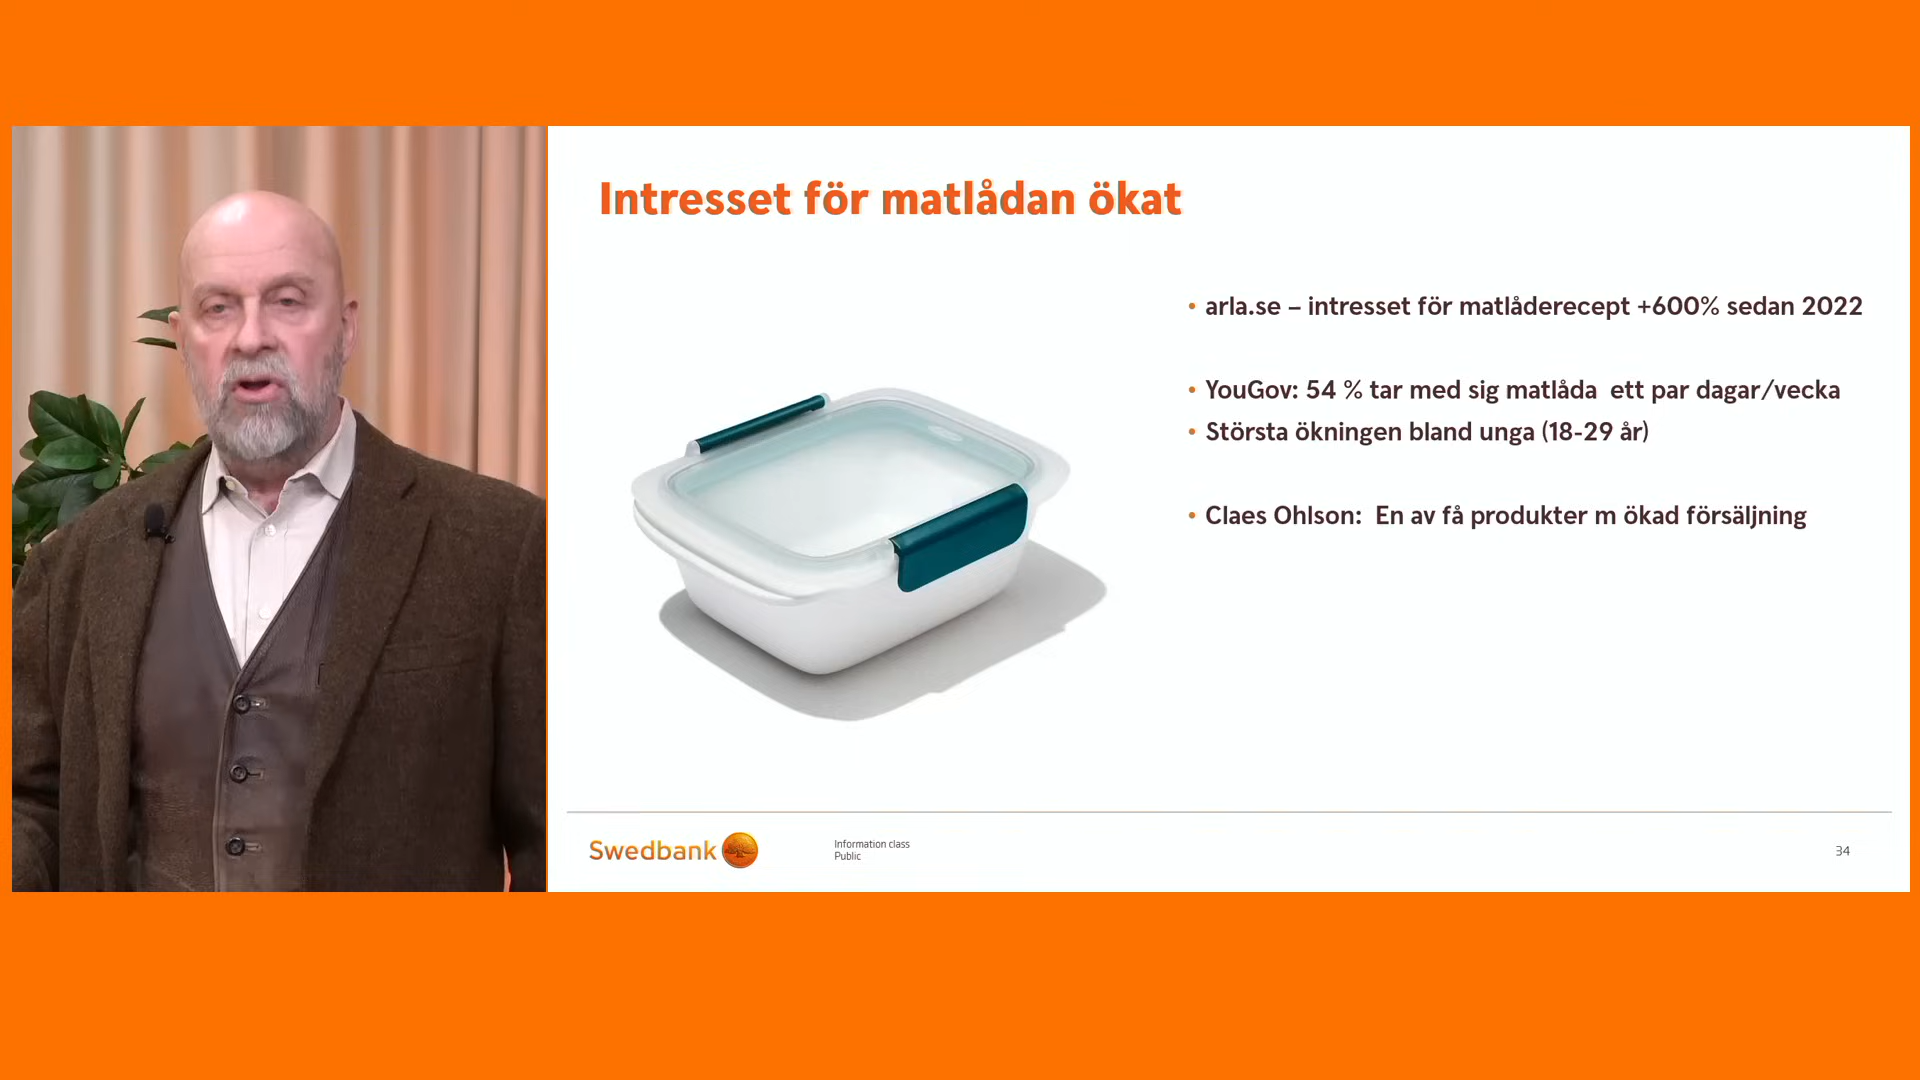 Intresset för matlådan ökat
• arla.se – intresset för matlåderecept +600% sedan 2022
• YouGov: 54 % tar med sig matlåda  ett par dagar/vecka
• Största ökningen bland unga (18-29 år)
• Claes Ohlson:  En av få produkter m ökad försäljning
Swedbank
Information class
Public
34